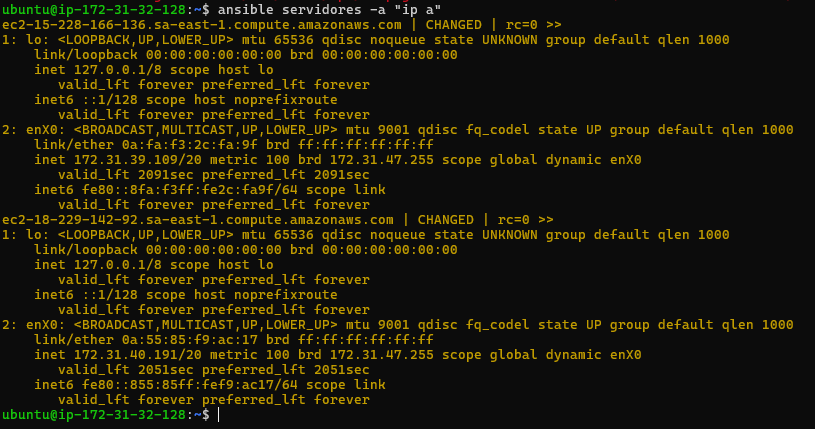 ubuntu@ip-172-31-32-128:~$ ansible servidores -a "ip a"
ec2-15-228-166-136.sa-east-1.compute.amazonaws.com | CHANGED | rc=0 >>
1: lo: <LOOPBACK,UP,LOWER_UP> mtu 65536 qdisc noqueue state UNKNOWN group default qlen 1000
    link/loopback 00:00:00:00:00:00 brd 00:00:00:00:00:00
    inet 127.0.0.1/8 scope host lo
       valid_lft forever preferred_lft forever
    inet6 ::1/128 scope host noprefixroute
       valid_lft forever preferred_lft forever
2: enX0: <BROADCAST,MULTICAST,UP,LOWER_UP> mtu 9001 qdisc fq_codel state UP group default qlen 1000
    link/ether 0a:fa:f3:2c:fa:9f brd ff:ff:ff:ff:ff:ff
    inet 172.31.39.109/20 metric 100 brd 172.31.47.255 scope global dynamic enX0
       valid_lft 2091sec preferred_lft 2091sec
    inet6 fe80::8fa:f3ff:fe2c:fa9f/64 scope link
       valid_lft forever preferred_lft forever
ec2-18-229-142-92.sa-east-1.compute.amazonaws.com | CHANGED | rc=0 >>
1: lo: <LOOPBACK,UP,LOWER_UP> mtu 65536 qdisc noqueue state UNKNOWN group default qlen 1000
    link/loopback 00:00:00:00:00:00 brd 00:00:00:00:00:00
    inet 127.0.0.1/8 scope host lo
       valid_lft forever preferred_lft forever
    inet6 ::1/128 scope host noprefixroute
       valid_lft forever preferred_lft forever
2: enX0: <BROADCAST,MULTICAST,UP,LOWER_UP> mtu 9001 qdisc fq_codel state UP group default qlen 1000
    link/ether 0a:55:85:f9:ac:17 brd ff:ff:ff:ff:ff:ff
    inet 172.31.40.191/20 metric 100 brd 172.31.47.255 scope global dynamic enX0
       valid_lft 2051sec preferred_lft 2051sec
    inet6 fe80::855:85ff:fef9:ac17/64 scope link
       valid_lft forever preferred_lft forever
ubuntu@ip-172-31-32-128:~$